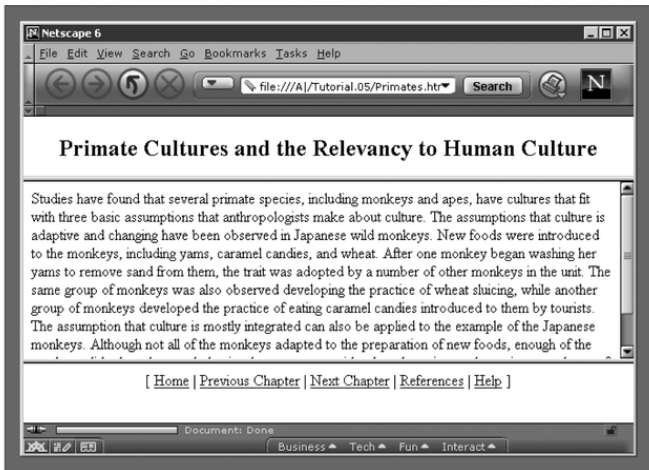 N Netscape 6
File Edit View Search Go Bookmarks Tasks Help
file:///A|/Tutorial.05/Primates.htm Search N
Primate Cultures and the Relevancy to Human Culture
Studies have found that several primate species, including monkeys and apes, have cultures that fit
with three basic assumptions that anthropologists make about culture. The assumptions that culture is
adaptive and changing have been observed in Japanese wild monkeys. New foods were introduced
to the monkeys, including yams, caramel candies, and wheat. After one monkey began washing her
yams to remove sand from them, the trait was adopted by a number of other monkeys in the unit. The
same group of monkeys was also observed developing the practice of wheat sluicing, while another
group of monkeys developed the practice of eating caramel candies introduced to them by tourists.
The assumption that culture is mostly integrated can also be applied to the example of the Japanese
monkeys. Although not all of the monkeys adapted to the preparation of new foods, enough of the
[ Home | Previous Chapter | Next Chapter | References | Help ]
Document: Done
Business Tech Fun Interact